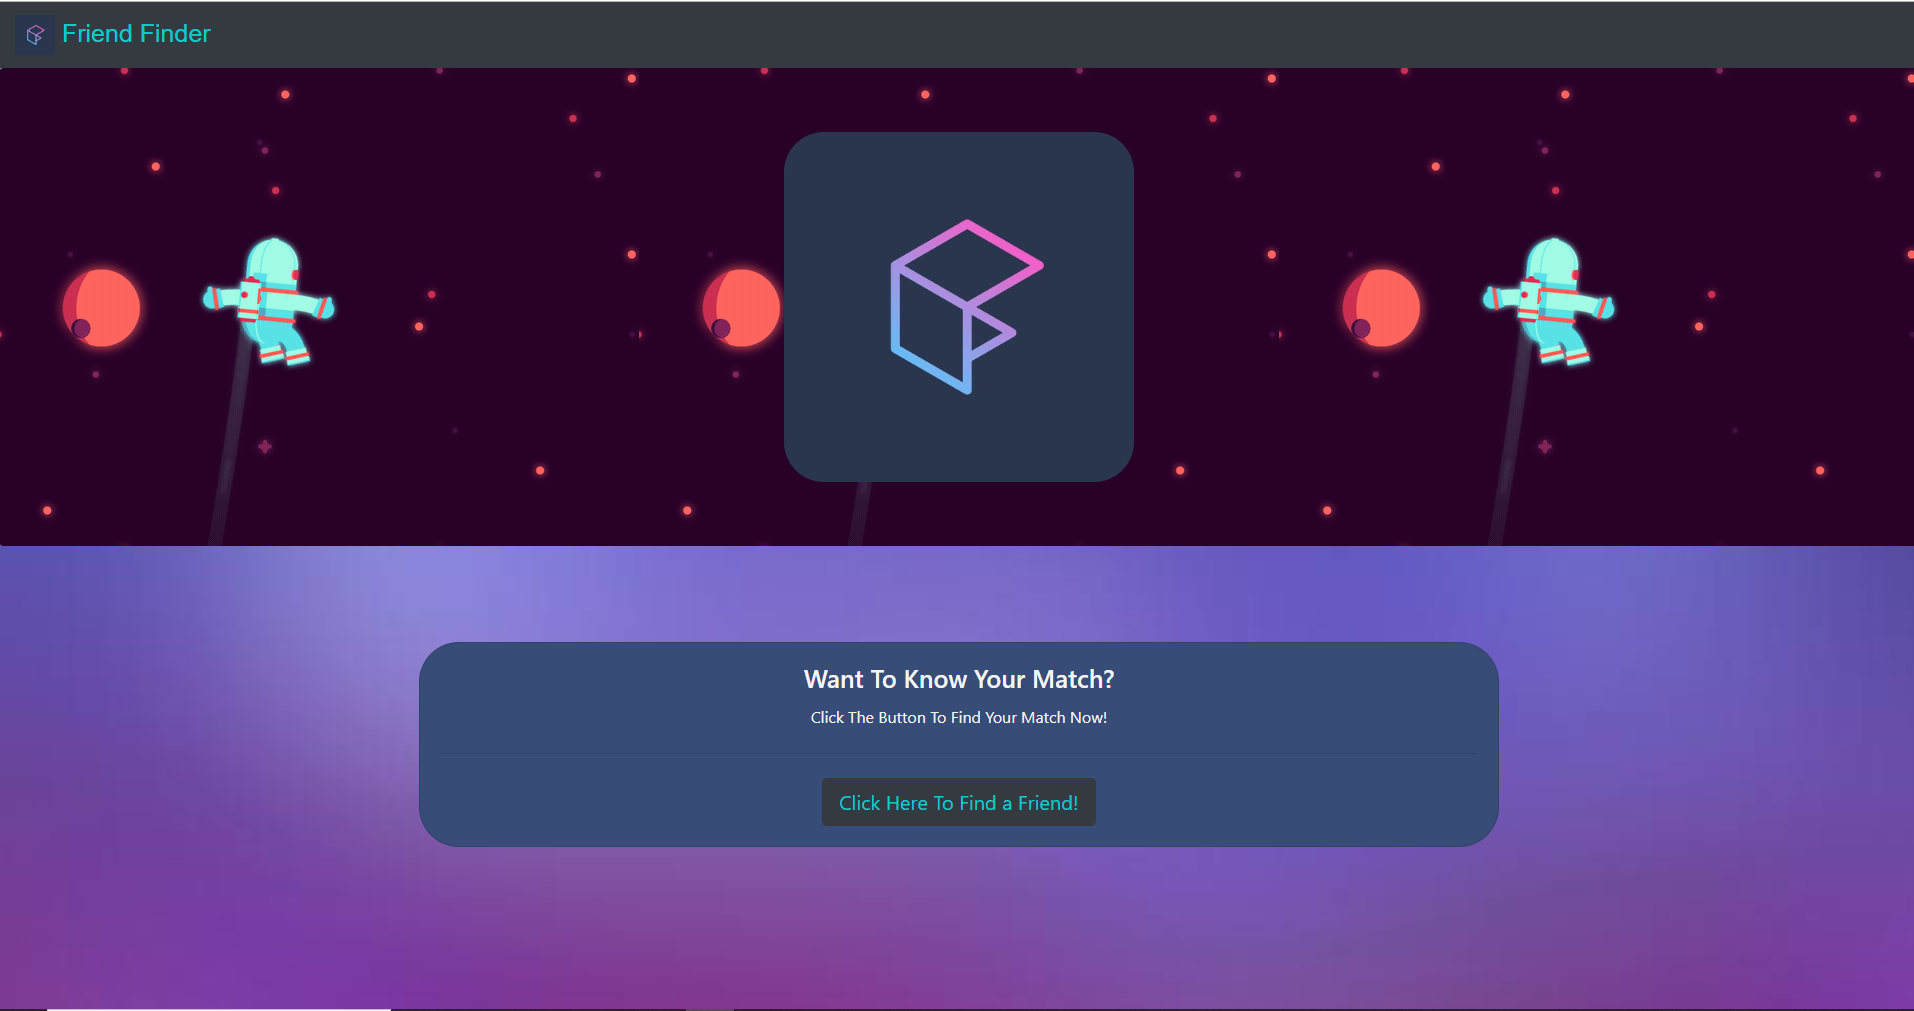 Friend Finder
Want To Know Your Match?
Click The Button To Find Your Match Now!
Click Here To Find a Friend!